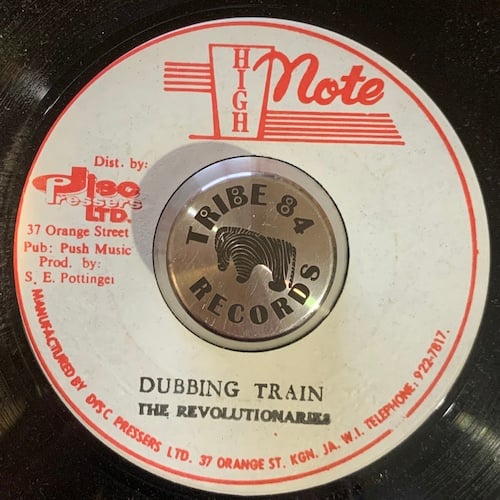 HIGH Note
Dist. by:
Disc
Pressers
LTD.
37 Orange Street
Pub: Push Music
Prod. by:
S. E. Pottinger
TRIBE 84
RECORDS
DUBBING TRAIN
THE REVOLUTIONARIES
MANUFACTURED BY DYSC PRESSERS LTD. 37 ORANGE ST. KGN. JA. W.I. TELEPHONE: 922-7817.